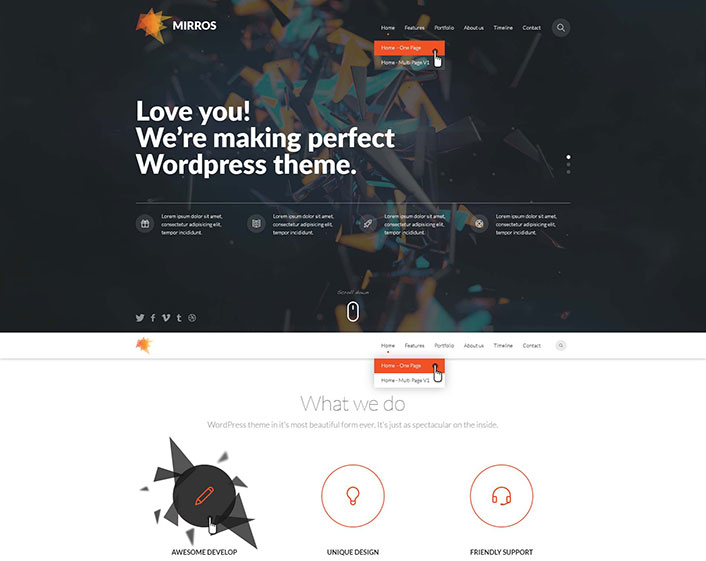 MIRROS
Home Features Portfolio About us Timeline Contact
Home - One Page
Home - Multi Page V1
Love you!
We're making perfect
Wordpress theme.
Lorem ipsum dolor sit amet,
consectetur adipiscing elit,
tempor incididunt.
Lorem ipsum dolor sit amet,
consectetur adipiscing elit,
tempor incididunt.
Lorem ipsum dolor sit amet,
consectetur adipiscing elit,
tempor incididunt.
Lorem ipsum dolor sit amet,
consectetur adipiscing elit,
tempor incididunt.
Scroll down
Home Features Portfolio About us Timeline Contact
Home - One Page
Home - Multi Page V1
What we do
WordPress theme in it's most beautiful form ever. It's just as spectacular on the inside.
AWESOME DEVELOP
UNIQUE DESIGN
FRIENDLY SUPPORT